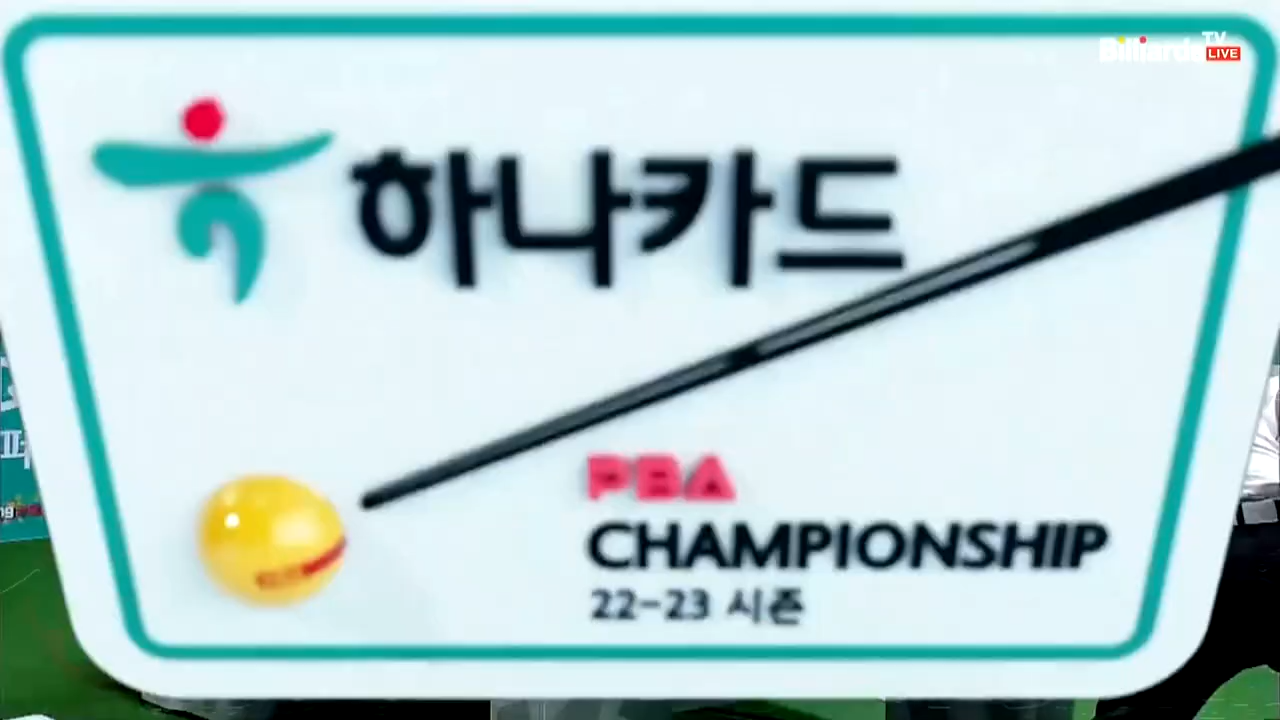 Billiards TV
LIVE
하나카드
PBA
CHAMPIONSHIP
22-23 시즌